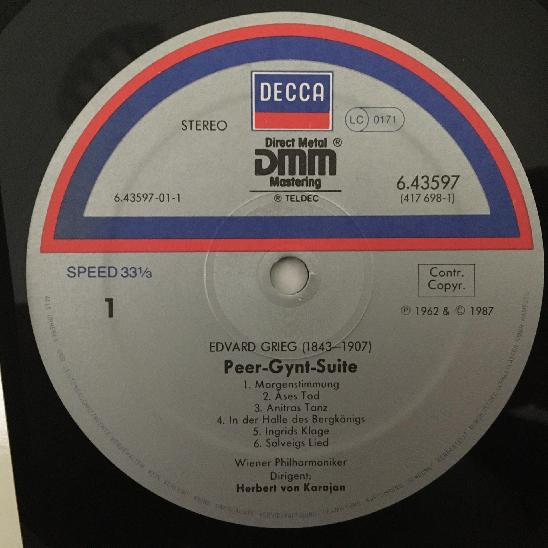 DECCA
STEREO
LC 0171
Direct Metal ®
DMM
Mastering
® TELDEC
6.43597-01-1
6.43597
(417 698-1)
SPEED 33⅓
Contr.
Copyr.
1
℗ 1962 & © 1987
EDVARD GRIEG (1843–1907)
Peer-Gynt-Suite
1. Morgenstimmung
2. Åses Tod
3. Anitras Tanz
4. In der Halle des Bergkönigs
5. Ingrids Klage
6. Solveigs Lied
Wiener Philharmoniker
Dirigent:
Herbert von Karajan